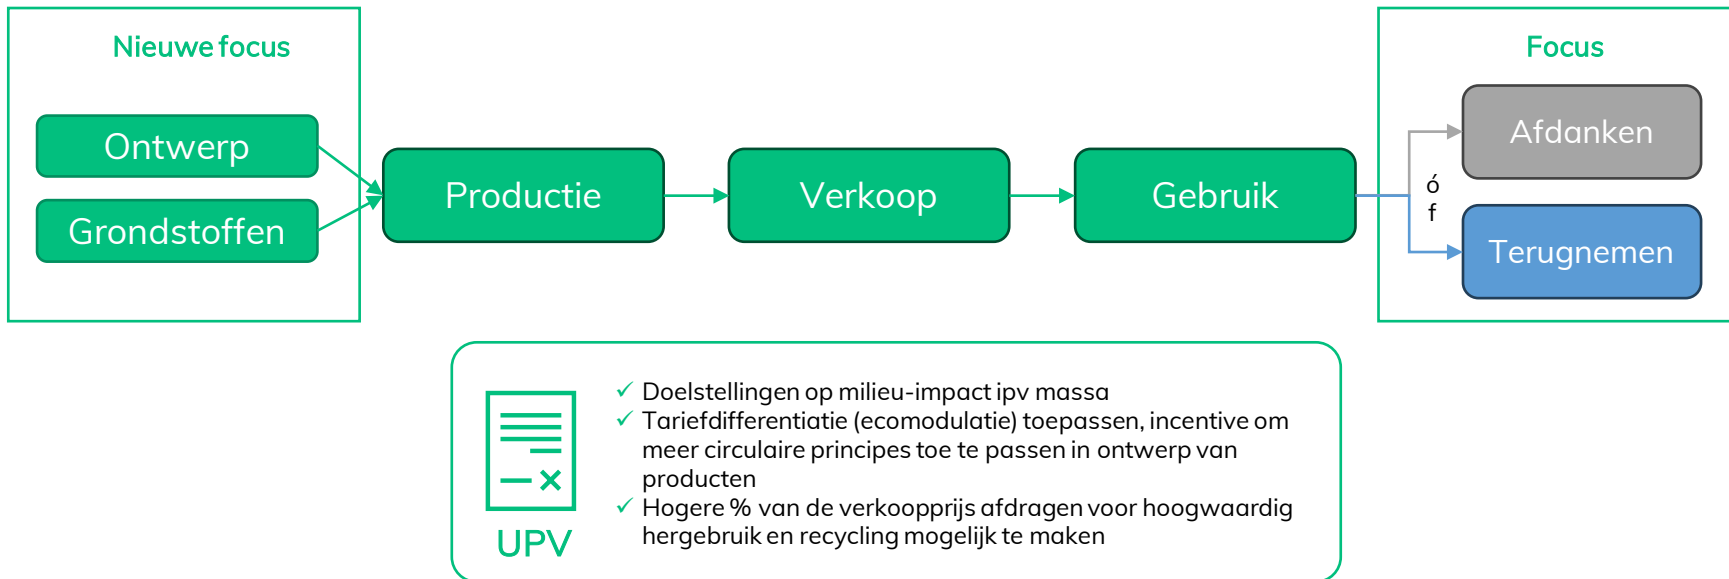 Nieuwe focus
Ontwerp
Grondstoffen
Productie
Verkoop
Gebruik
Focus
Afdanken
ó
f
Terugnemen
UPV
✓ Doelstellingen op milieu-impact ipv massa
✓ Tariefdifferentiatie (ecomodulatie) toepassen, incentive om
meer circulaire principes toe te passen in ontwerp van
producten
✓ Hogere % van de verkoopprijs afdragen voor hoogwaardig
hergebruik en recycling mogelijk te maken